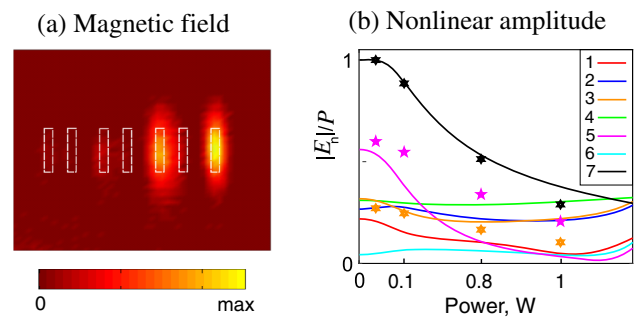 (a) Magnetic field
0
max
(b) Nonlinear amplitude
|Eₙ|/P
1
0
0
0.1
0.8
1
Power, W
1
2
3
4
5
6
7